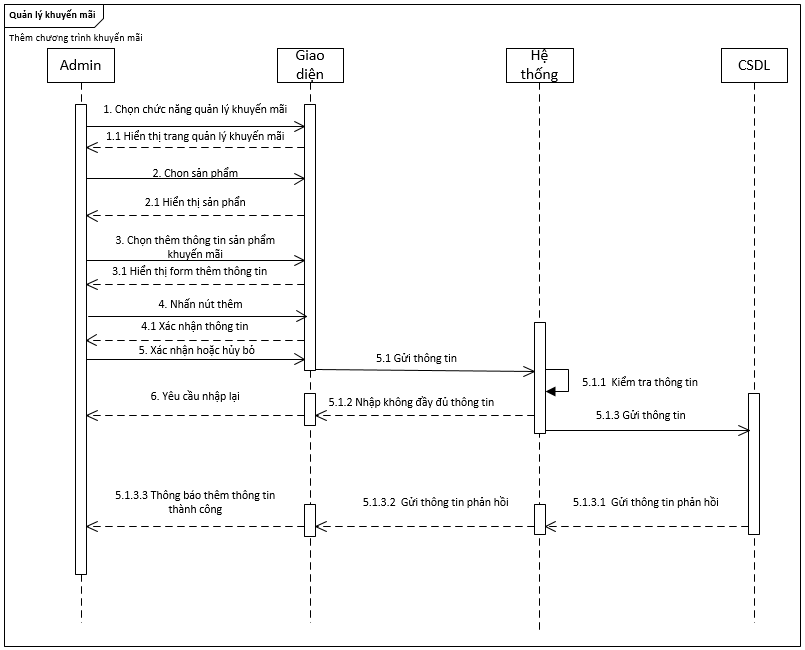 Quản lý khuyến mãi
Thêm chương trình khuyến mãi
Admin
Giao
diện
Hệ
thống
CSDL
1. Chọn chức năng quản lý khuyến mãi
1.1 Hiển thị trang quản lý khuyến mãi
2. Chon sản phẩm
2.1 Hiển thị sản phẩn
3. Chọn thêm thông tin sản phẩm
khuyến mãi
3.1 Hiển thị form thêm thông tin
4. Nhấn nút thêm
4.1 Xác nhận thông tin
5. Xác nhận hoặc hủy bỏ
5.1 Gửi thông tin
5.1.1 Kiểm tra thông tin
6. Yêu cầu nhập lại
5.1.2 Nhập không đầy đủ thông tin
5.1.3 Gửi thông tin
5.1.3.3 Thông báo thêm thông tin
thành công
5.1.3.2 Gửi thông tin phản hồi
5.1.3.1 Gửi thông tin phản hồi